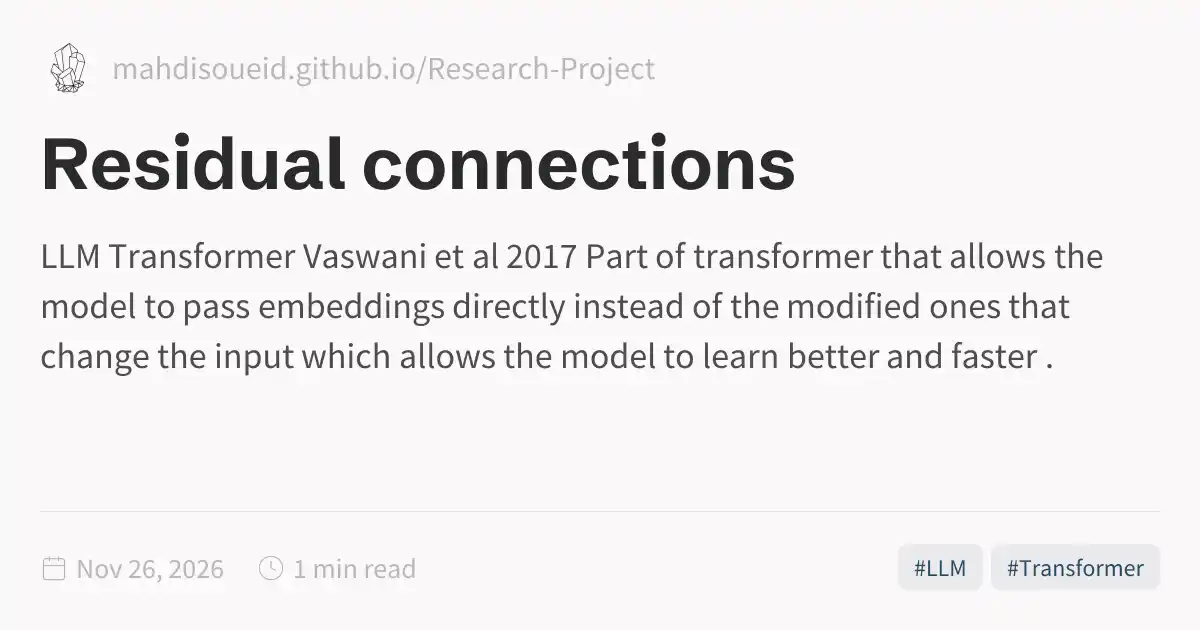 mahdisoueid.github.io/Research-Project
Residual connections
LLM Transformer Vaswani et al 2017 Part of transformer that allows the
model to pass embeddings directly instead of the modified ones that
change the input which allows the model to learn better and faster .
Nov 26, 2026 1 min read #LLM #Transformer